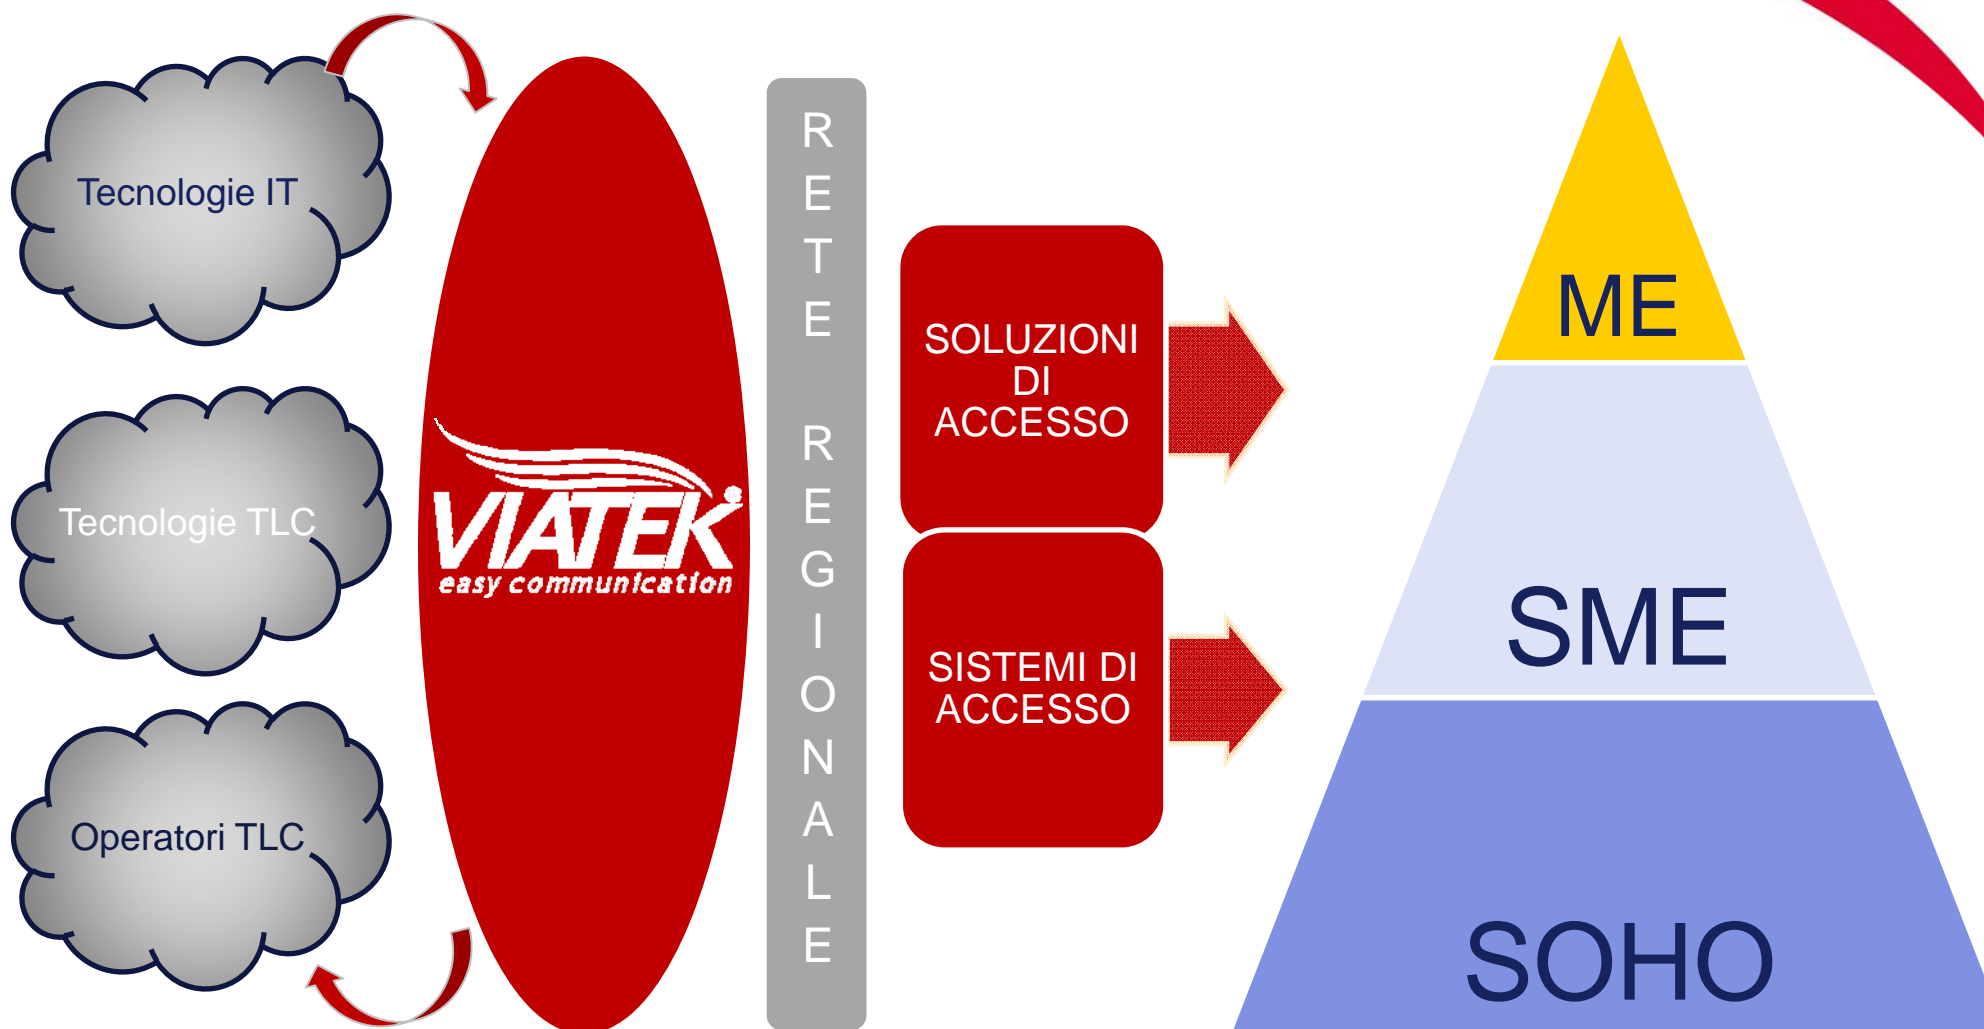 Tecnologie IT
Tecnologie TLC
Operatori TLC
VIATEK®
easy communication
R
E
T
E
R
E
G
I
O
N
A
L
E
SOLUZIONI
DI
ACCESSO
SISTEMI DI
ACCESSO
ME
SME
SOHO